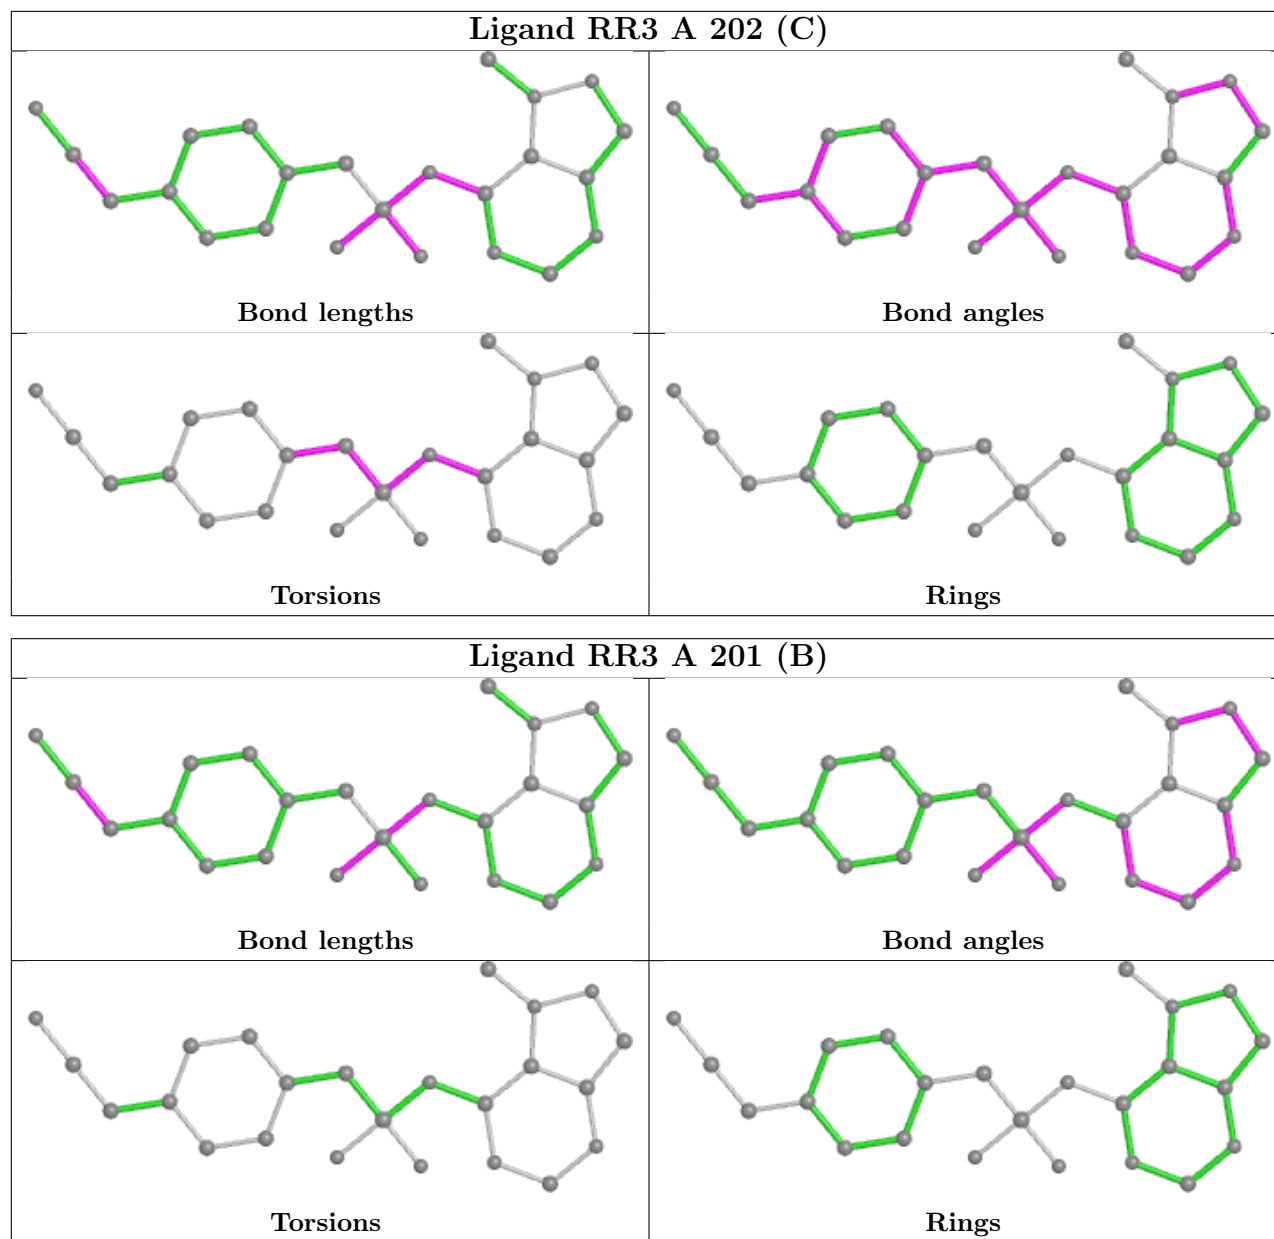 Ligand RR3 A 202 (C)
Bond lengths
Bond angles
Torsions
Rings
Ligand RR3 A 201 (B)
Bond lengths
Bond angles
Torsions
Rings